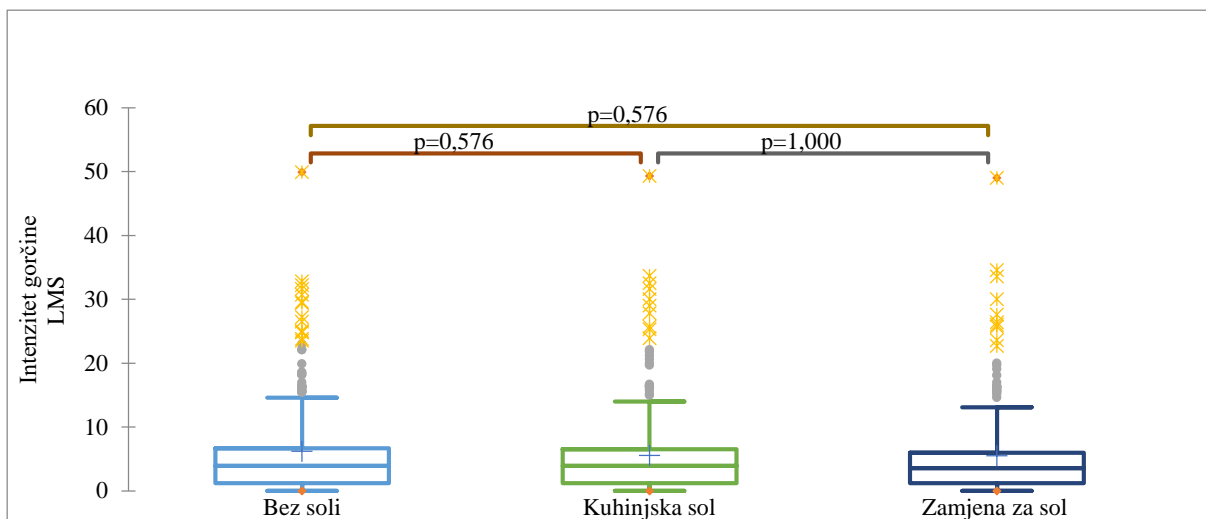 60
50
40
30
20
10
0
Intenzitet gorčine
LMS
p=0,576
p=0,576
p=1,000
Bez soli
Kuhinjska sol
Zamjena za sol